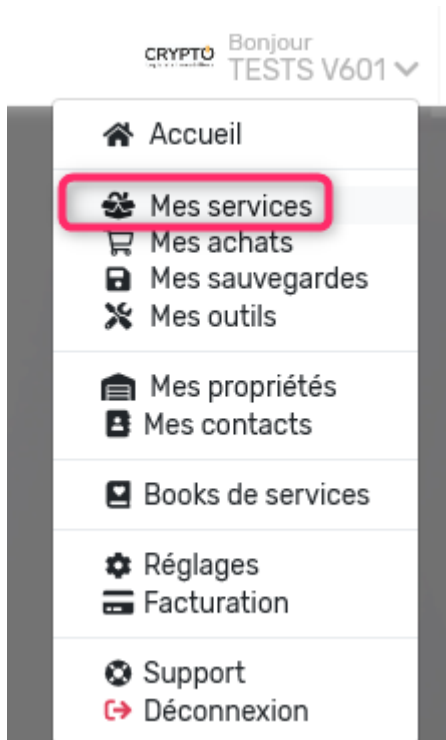 CRYPTO
Bonjour
TESTS V601
Accueil
Mes services
Mes achats
Mes sauvegardes
Mes outils
Mes propriétés
Mes contacts
Books de services
Réglages
Facturation
Support
Déconnexion